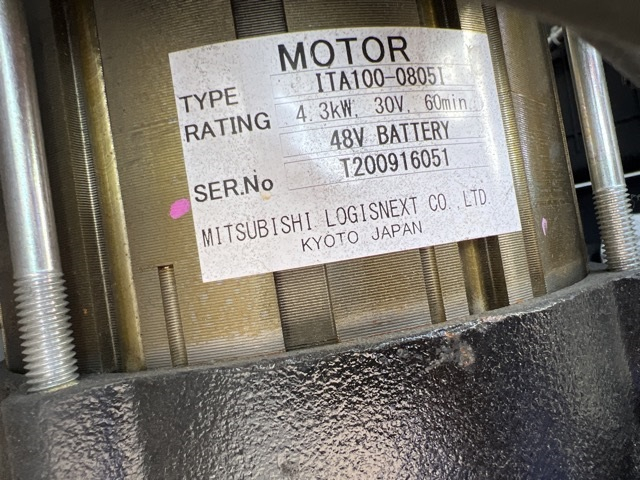 MOTOR
TYPE ITA100-0805I
RATING 4.3kW, 30V, 60min
48V BATTERY
SER.No T200916051
MITSUBISHI LOGISNEXT CO.,LTD.
KYOTO JAPAN